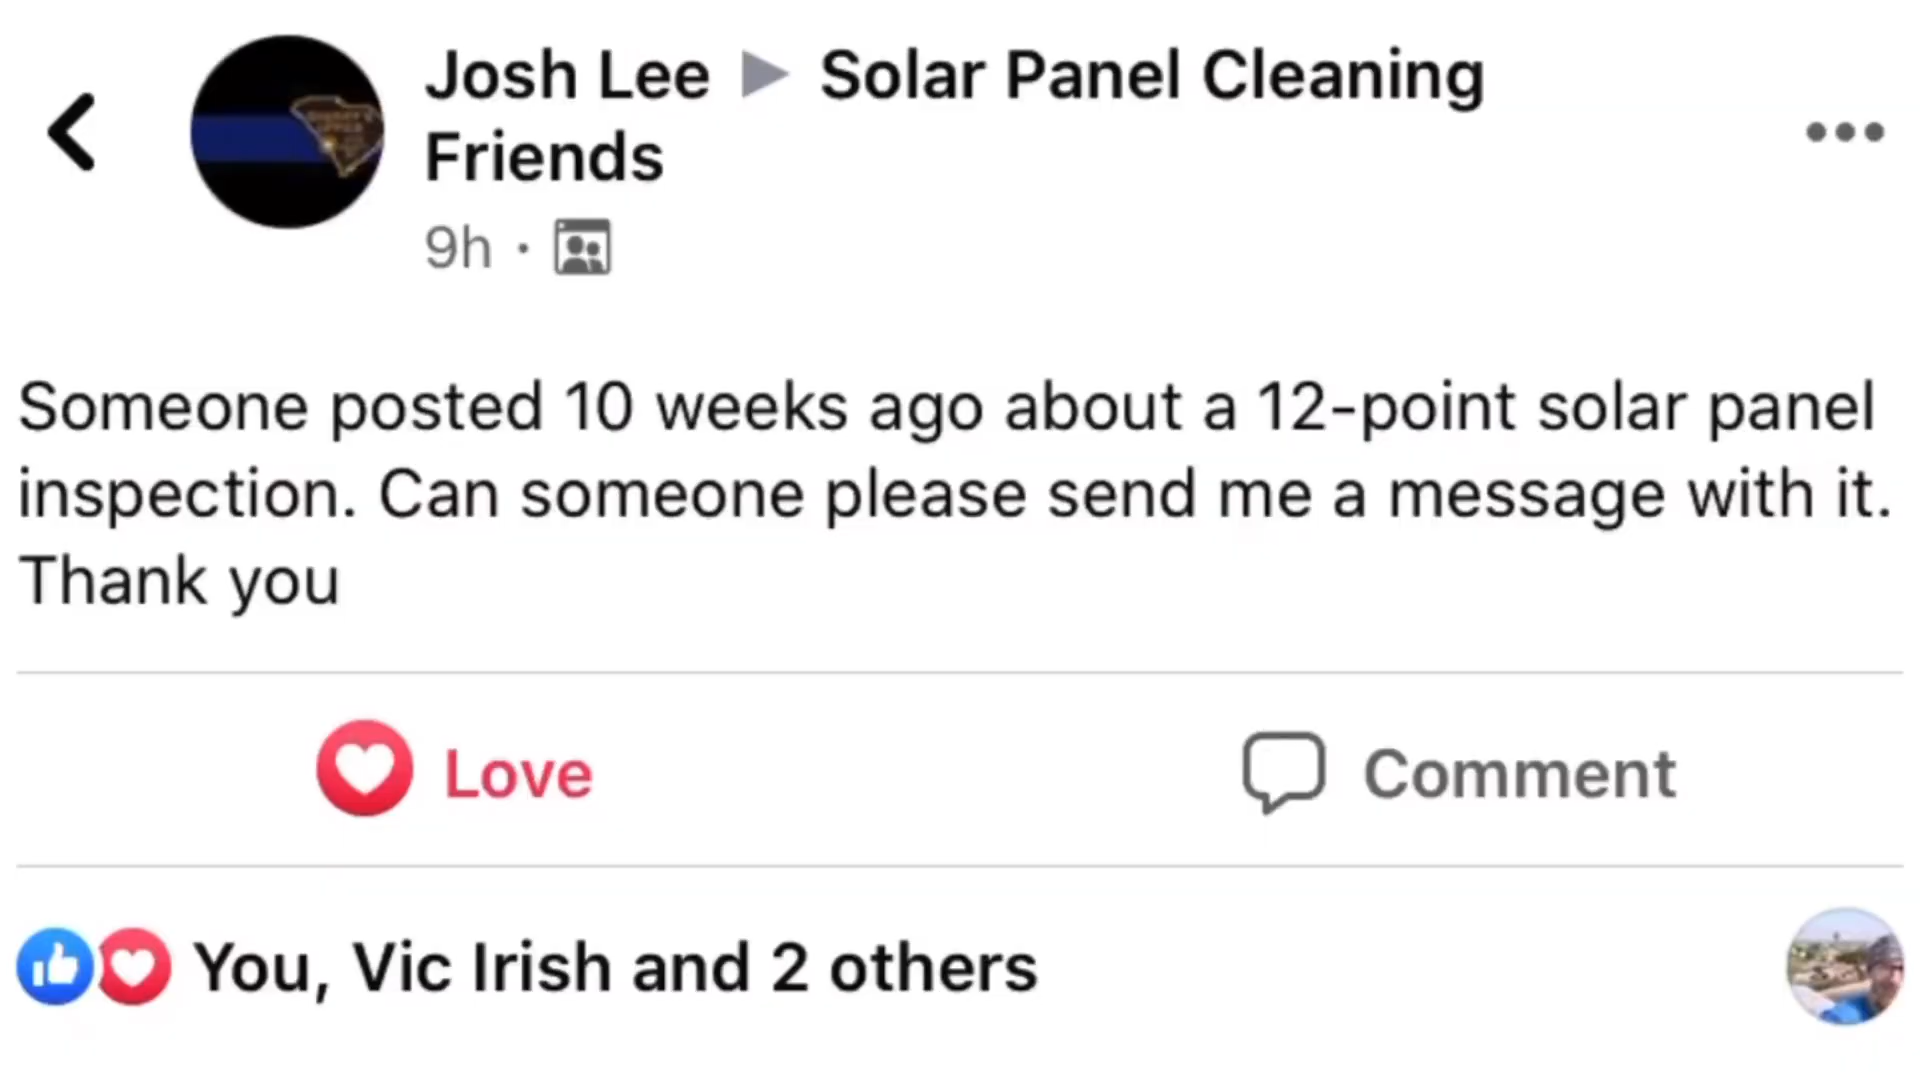 Josh Lee ▶ Solar Panel Cleaning
Friends
9h ·
Someone posted 10 weeks ago about a 12-point solar panel
inspection. Can someone please send me a message with it.
Thank you
Love
Comment
You, Vic Irish and 2 others